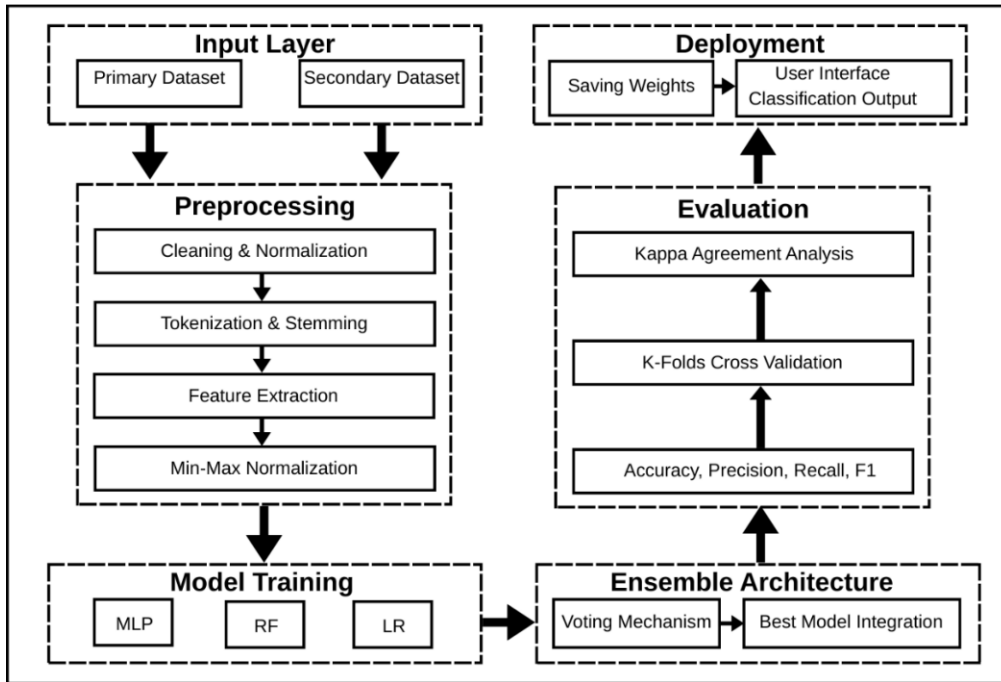 Input Layer
Primary Dataset
Secondary Dataset
Preprocessing
Cleaning & Normalization
Tokenization & Stemming
Feature Extraction
Min-Max Normalization
Model Training
MLP
RF
LR
Ensemble Architecture
Voting Mechanism
Best Model Integration
Evaluation
Accuracy, Precision, Recall, F1
K-Folds Cross Validation
Kappa Agreement Analysis
Deployment
Saving Weights
User Interface
Classification Output